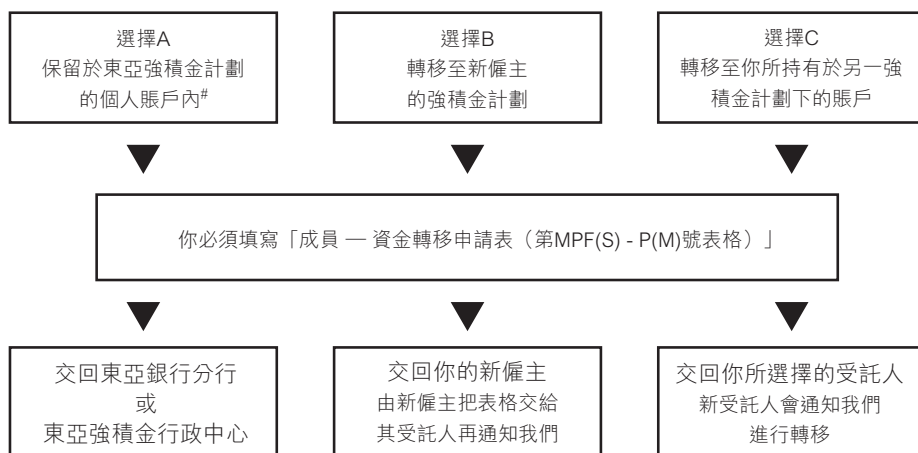 選擇A
保留於東亞強積金計劃
的個人賬戶內#
選擇B
轉移至新僱主
的強積金計劃
選擇C
轉移至你所持有於另一強
積金計劃下的賬戶
你必須填寫「成員 — 資金轉移申請表（第MPF(S) - P(M)號表格）」
交回東亞銀行分行
或
東亞強積金行政中心
交回你的新僱主
由新僱主把表格交給
其受託人再通知我們
交回你所選擇的受託人
新受託人會通知我們
進行轉移